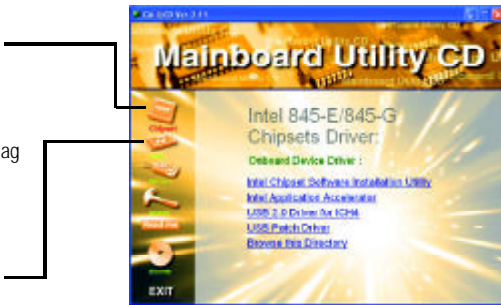 Mainboard Utility CD
ag
Intel 845-E/845-G
Chipsets Driver:
Onboard Device Driver :
Chipset
Intel Chipset Software Installation Utility
Intel Application Accelerator
USB 2.0 Driver for ICH4
USB Patch Driver
Browse this Directory
EXIT